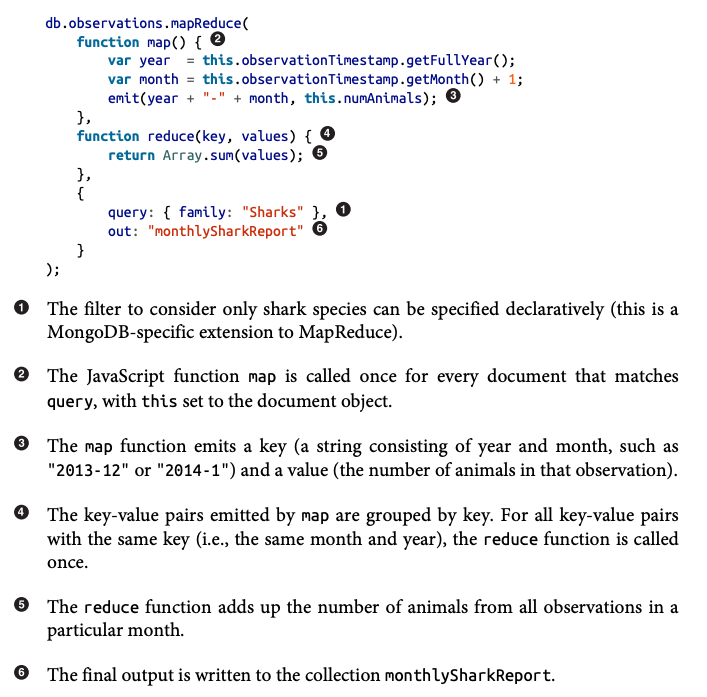 db.observations.mapReduce(
    function map() { ❷
        var year  = this.observationTimestamp.getFullYear();
        var month = this.observationTimestamp.getMonth() + 1;
        emit(year + "-" + month, this.numAnimals); ❸
    },
    function reduce(key, values) { ❹
        return Array.sum(values); ❺
    },
    {
        query: { family: "Sharks" }, ❶
        out: "monthlySharkReport" ❻
    }
);
❶ The filter to consider only shark species can be specified declaratively (this is a
MongoDB-specific extension to MapReduce).
❷ The JavaScript function map is called once for every document that matches
query, with this set to the document object.
❸ The map function emits a key (a string consisting of year and month, such as
"2013-12" or "2014-1") and a value (the number of animals in that observation).
❹ The key-value pairs emitted by map are grouped by key. For all key-value pairs
with the same key (i.e., the same month and year), the reduce function is called
once.
❺ The reduce function adds up the number of animals from all observations in a
particular month.
❻ The final output is written to the collection monthlySharkReport.